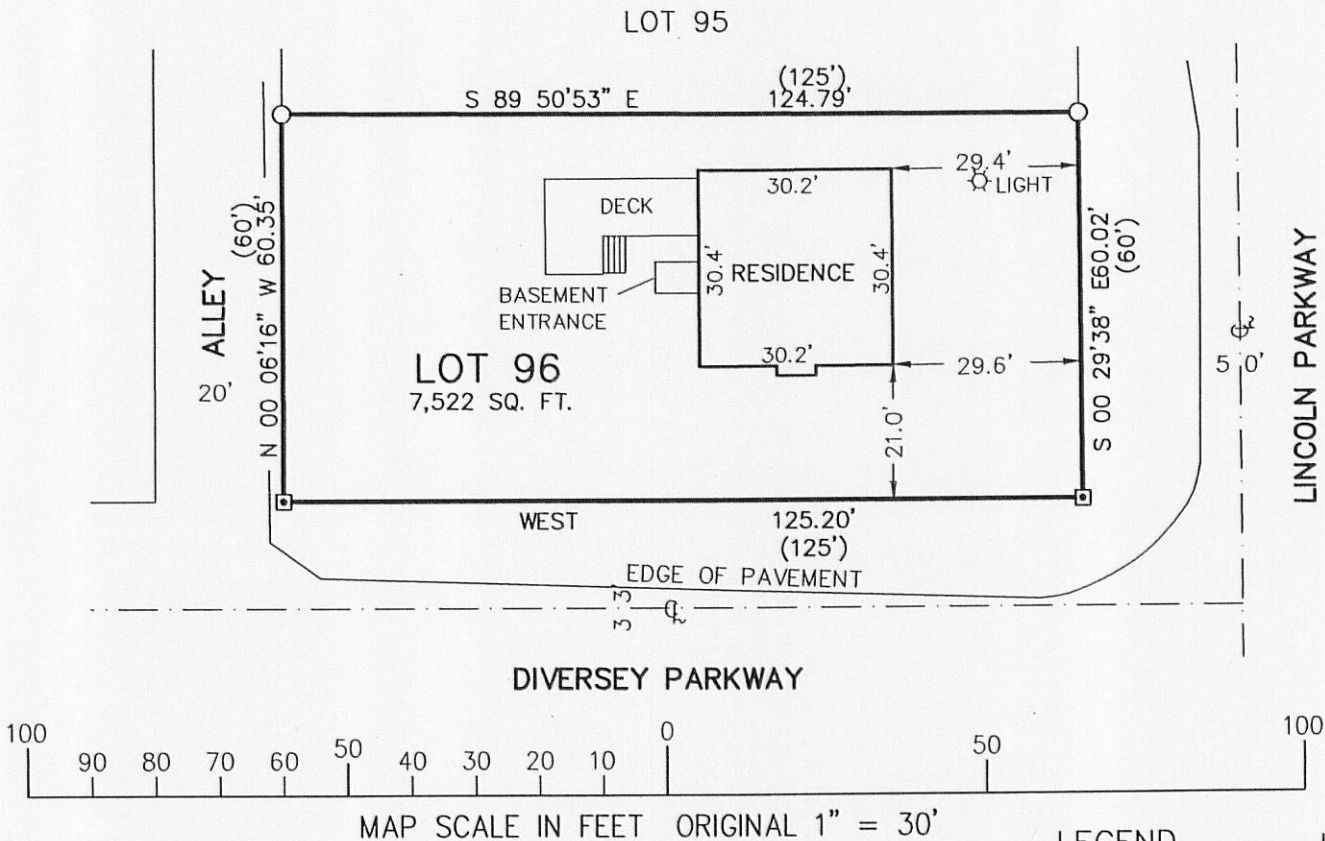 LOT 95
(125')
S 89 50'53" E 124.79'
29.4'
30.2'
LIGHT
DECK
(60')
N 00 06'16" W 60.35'
ALLEY
20'
30.4'
RESIDENCE
30.4'
BASEMENT
ENTRANCE
S 00 29'38" E60.02'
(60')
LINCOLN PARKWAY
5 0'
30.2'
29.6'
LOT 96
7,522 SQ. FT.
21.0'
WEST 125.20'
(125')
EDGE OF PAVEMENT
3 3
3 3
DIVERSEY PARKWAY
100 90 80 70 60 50 40 30 20 10 0 50 100
MAP SCALE IN FEET ORIGINAL 1" = 30'
LEGEND